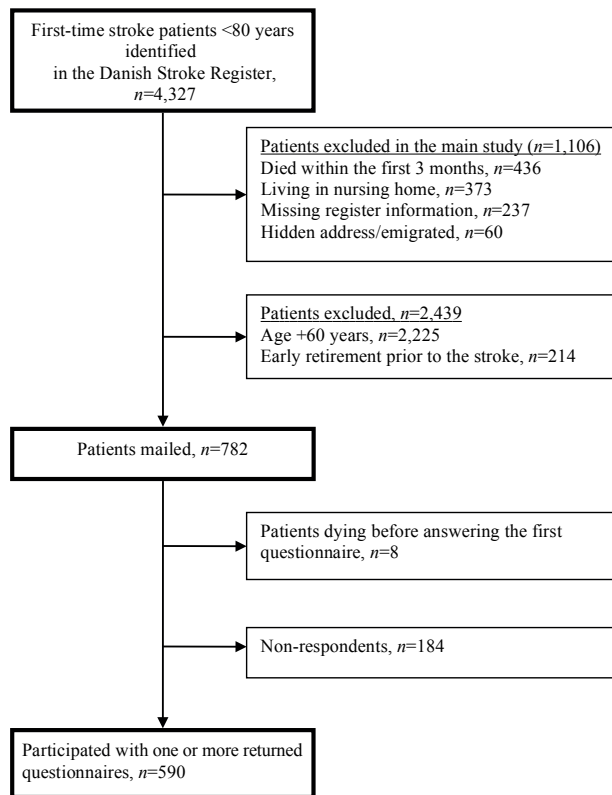 First-time stroke patients <80 years
identified
in the Danish Stroke Register,
n=4,327
Patients excluded in the main study (n=1,106)
Died within the first 3 months, n=436
Living in nursing home, n=373
Missing register information, n=237
Hidden address/emigrated, n=60
Patients excluded, n=2,439
Age +60 years, n=2,225
Early retirement prior to the stroke, n=214
Patients mailed, n=782
Patients dying before answering the first
questionnaire, n=8
Non-respondents, n=184
Participated with one or more returned
questionnaires, n=590